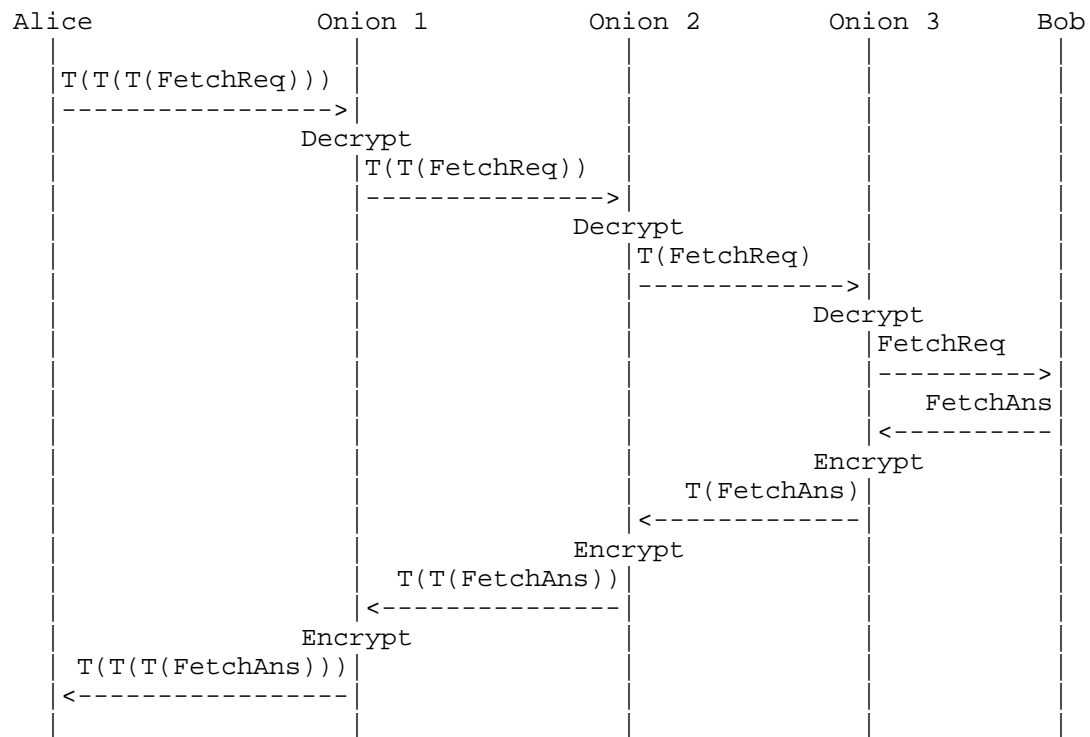 Alice Onion 1 Onion 2 Onion 3 Bob
T(T(T(FetchReq)))
Decrypt
T(T(FetchReq))
Decrypt
T(FetchReq)
Decrypt
FetchReq
FetchAns
Encrypt
T(FetchAns)
Encrypt
T(T(FetchAns))
Encrypt
T(T(T(FetchAns)))